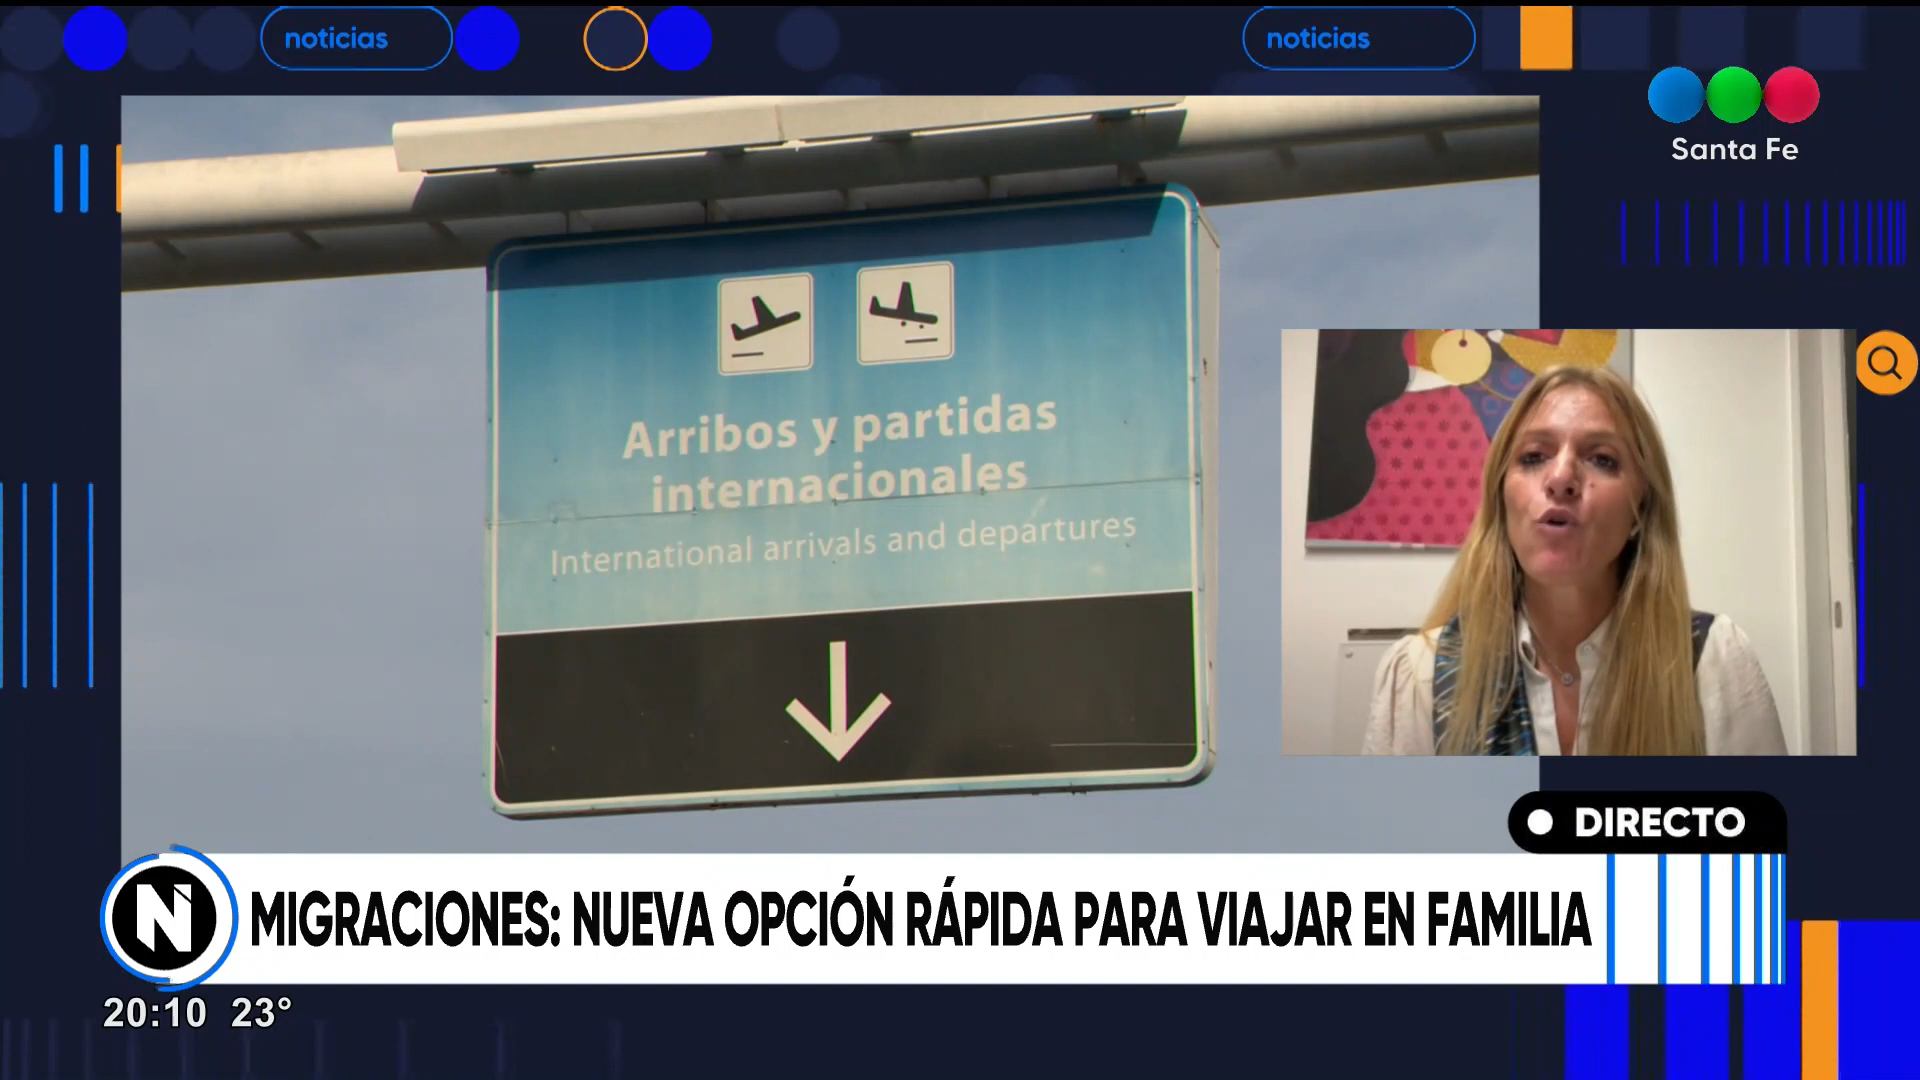 noticias
noticias
Santa Fe
Arribos y partidas
internacionales
International arrivals and departures
DIRECTO
N MIGRACIONES: NUEVA OPCIÓN RÁPIDA PARA VIAJAR EN FAMILIA
20:10 23°